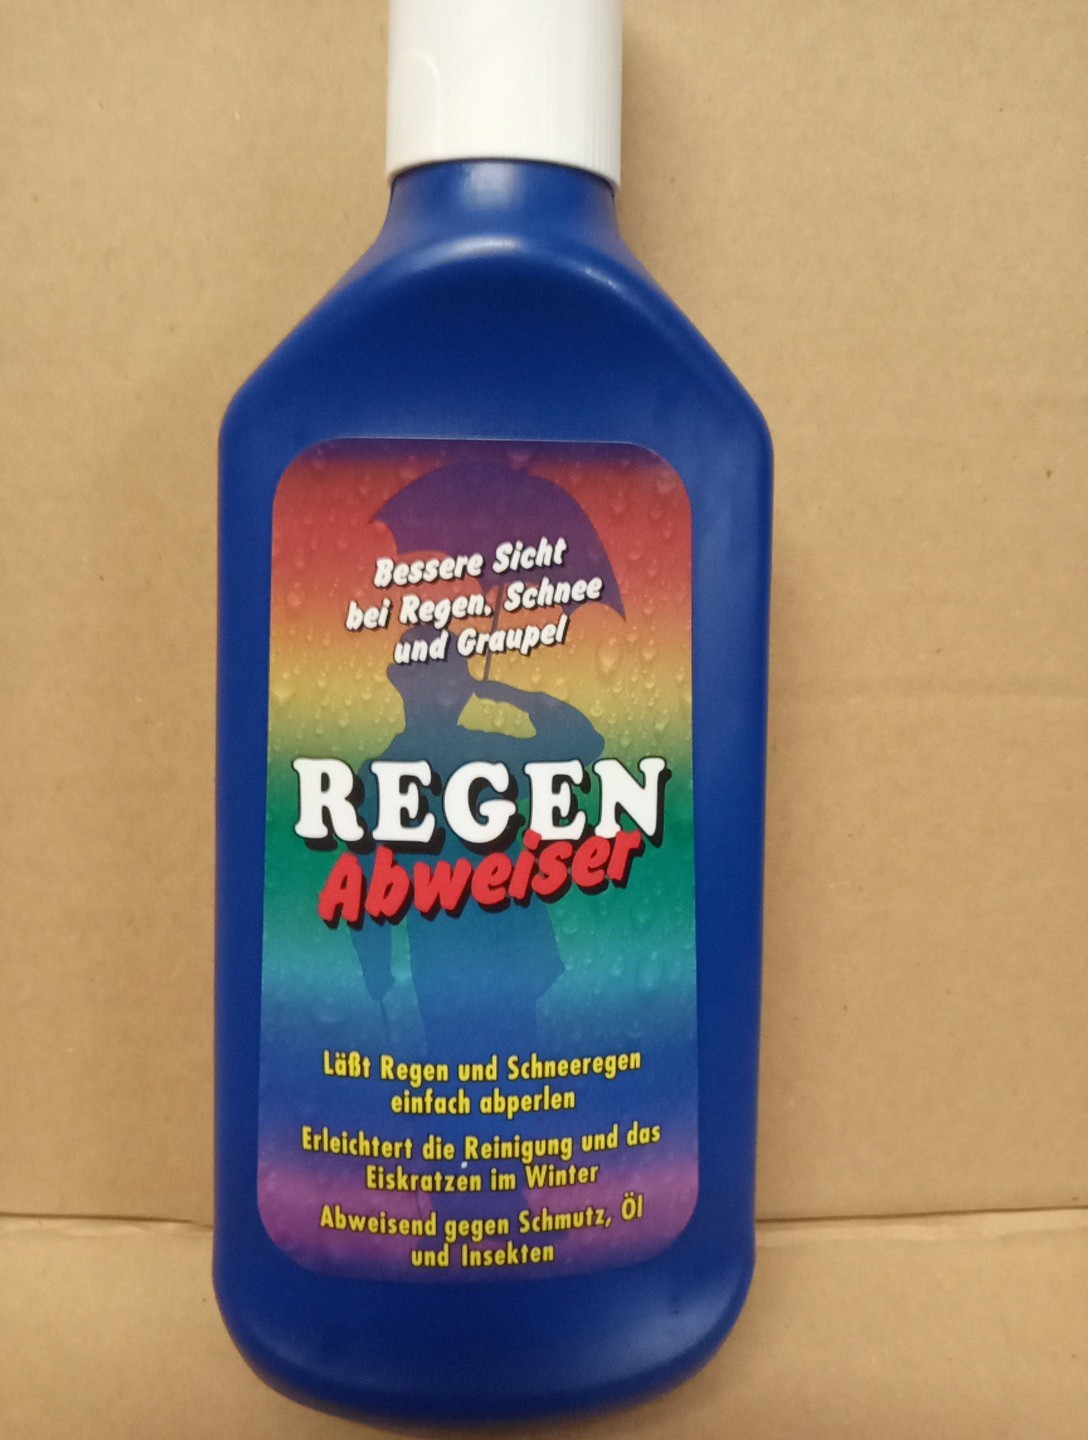 Bessere Sicht
bei Regen, Schnee
und Graupel
REGEN
Abweiser
Läßt Regen und Schneeregen
einfach abperlen
Erleichtert die Reinigung und das
Eiskratzen im Winter
Abweisend gegen Schmutz, Öl
und Insekten